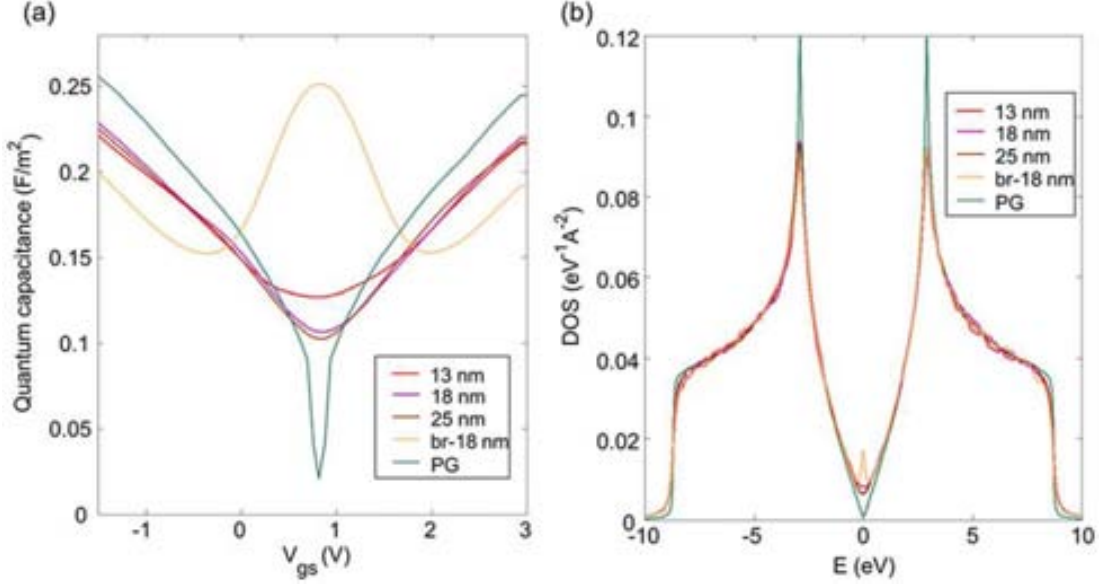 (a)
Quantum capacitance (F/m²)
0.25
0.2
0.15
0.1
0.05
0
-1
0
1
2
3
V_gs (V)
13 nm
18 nm
25 nm
br-18 nm
PG
(b)
DOS (eV⁻¹A⁻²)
0.12
0.1
0.08
0.06
0.04
0.02
0
-10
-5
0
5
10
E (eV)
13 nm
18 nm
25 nm
br-18 nm
PG